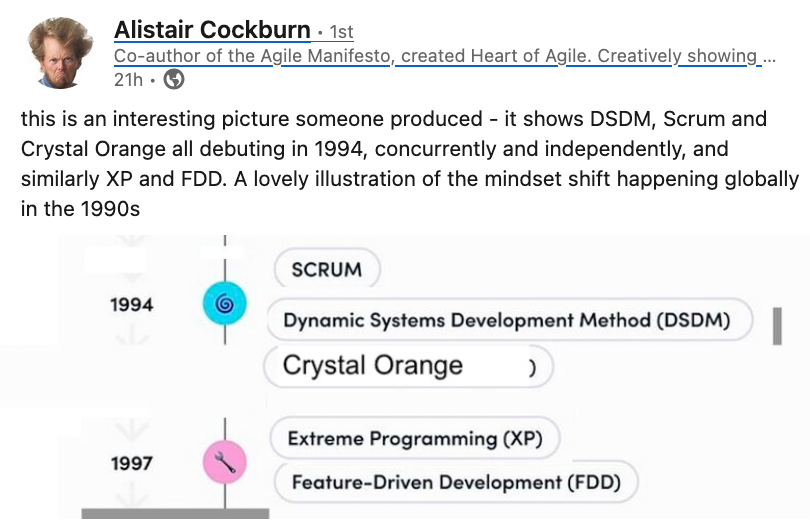 Alistair Cockburn · 1st
Co-author of the Agile Manifesto, created Heart of Agile. Creatively showing ...
21h ·
this is an interesting picture someone produced - it shows DSDM, Scrum and
Crystal Orange all debuting in 1994, concurrently and independently, and
similarly XP and FDD. A lovely illustration of the mindset shift happening globally
in the 1990s
SCRUM
1994
Dynamic Systems Development Method (DSDM)
Crystal Orange )
Extreme Programming (XP)
1997
Feature-Driven Development (FDD)